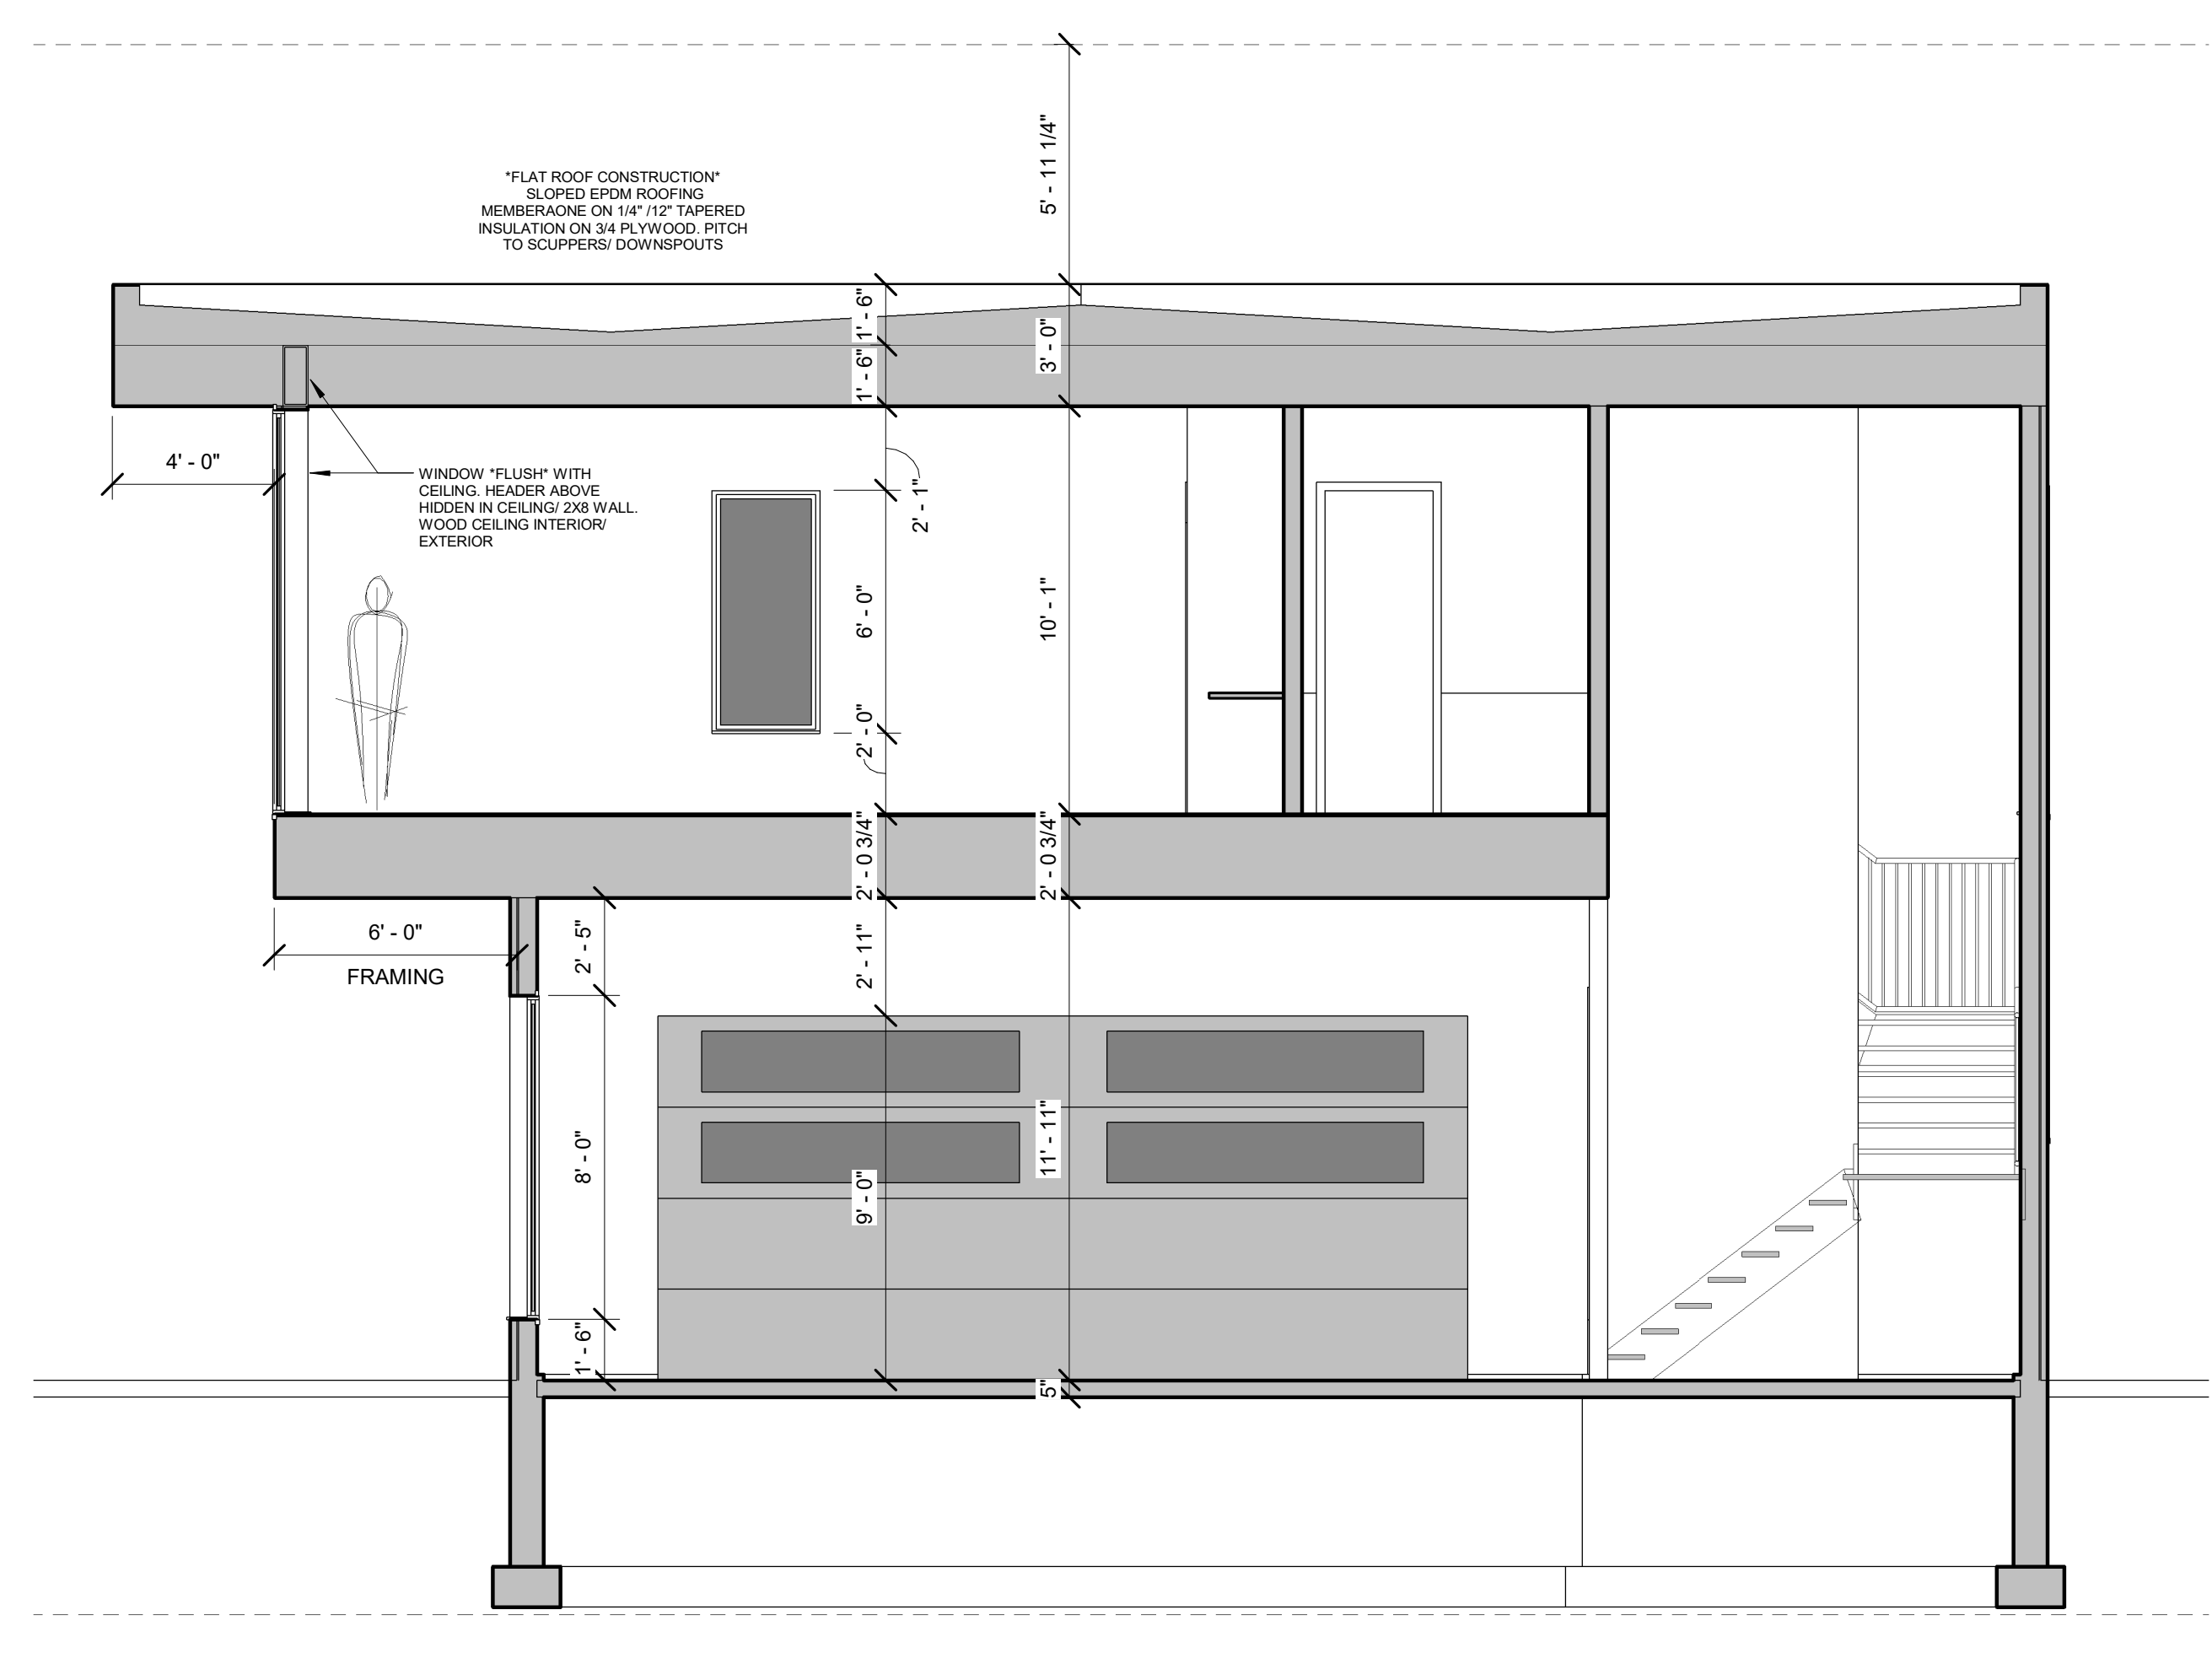 5' - 11 1/4"
*FLAT ROOF CONSTRUCTION*
SLOPED EPDM ROOFING
MEMBERAONE ON 1/4" /12" TAPERED
INSULATION ON 3/4 PLYWOOD. PITCH
TO SCUPPERS/ DOWNSPOUTS
1' - 6"
3' - 0"
1' - 6"
4' - 0"
WINDOW *FLUSH* WITH
CEILING. HEADER ABOVE
HIDDEN IN CEILING/ 2X8 WALL.
WOOD CEILING INTERIOR/
EXTERIOR
2' - 1"
6' - 0"
10' - 1"
2' - 0"
2' - 0 3/4"
2' - 0 3/4"
6' - 0"
FRAMING
2' - 5"
2' - 11"
8' - 0"
11' - 11"
9' - 0"
1' - 6"
5"